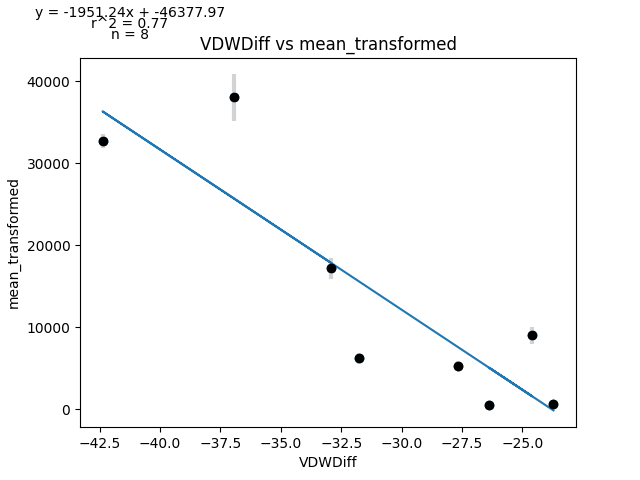 y = -1951.24x + -46377.97
r^2 = 0.77
n = 8
VDWDiff vs mean_transformed
mean_transformed
40000
30000
20000
10000
0
−42.5 −40.0 −37.5 −35.0 −32.5 −30.0 −27.5 −25.0
VDWDiff